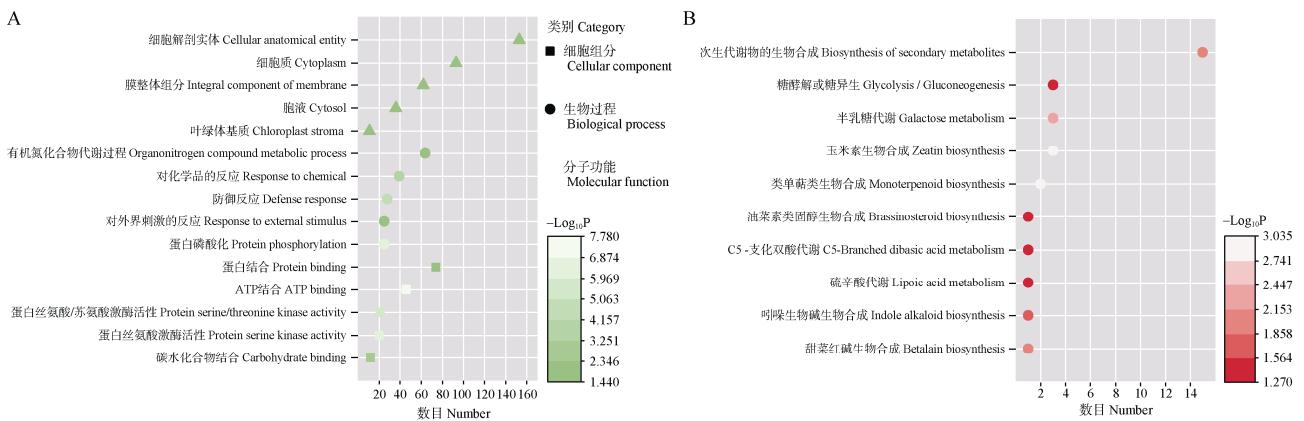 A
细胞解剖实体 Cellular anatomical entity
细胞质 Cytoplasm
膜整体组分 Integral component of membrane
胞液 Cytosol
叶绿体基质 Chloroplast stroma
有机氮化合物代谢过程 Organonitrogen compound metabolic process
对化学品的反应 Response to chemical
防御反应 Defense response
对外界刺激的反应 Response to external stimulus
蛋白磷酸化 Protein phosphorylation
蛋白结合 Protein binding
ATP结合 ATP binding
蛋白丝氨酸/苏氨酸激酶活性 Protein serine/threonine kinase activity
蛋白丝氨酸激酶活性 Protein serine kinase activity
碳水化合物结合 Carbohydrate binding
20 40 60 80 100 120 140 160
数目 Number
类别 Category
细胞组分
Cellular component
生物过程
Biological process
分子功能
Molecular function
–Log₁₀P
7.780
6.874
5.969
5.063
4.157
3.251
2.346
1.440
B
次生代谢物的生物合成 Biosynthesis of secondary metabolites
糖酵解或糖异生 Glycolysis / Gluconeogenesis
半乳糖代谢 Galactose metabolism
玉米素生物合成 Zeatin biosynthesis
类单萜类生物合成 Monoterpenoid biosynthesis
油菜素类固醇生物合成 Brassinosteroid biosynthesis
C5 -支化双酸代谢 C5-Branched dibasic acid metabolism
硫辛酸代谢 Lipoic acid metabolism
吲哚生物碱生物合成 Indole alkaloid biosynthesis
甜菜红碱生物合成 Betalain biosynthesis
2 4 6 8 10 12 14
数目 Number
–Log₁₀P
3.035
2.741
2.447
2.153
1.858
1.564
1.270